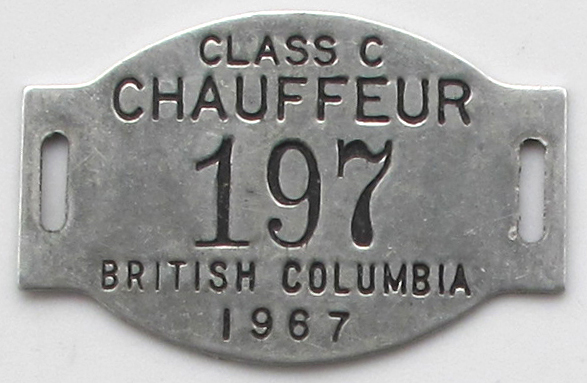 CLASS C
CHAUFFEUR
197
BRITISH COLUMBIA
1967